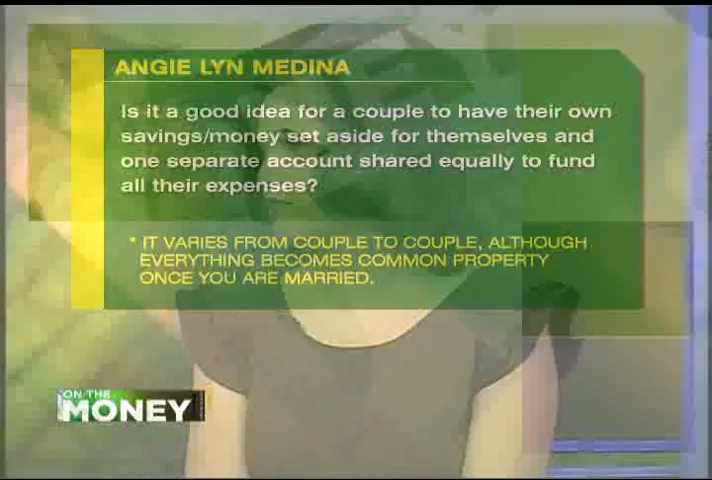 ANGIE LYN MEDINA
Is it a good idea for a couple to have their own
savings/money set aside for themselves and
one separate account shared equally to fund
all their expenses?
* IT VARIES FROM COUPLE TO COUPLE, ALTHOUGH
EVERYTHING BECOMES COMMON PROPERTY
ONCE YOU ARE MARRIED.
ON THE
MONEY